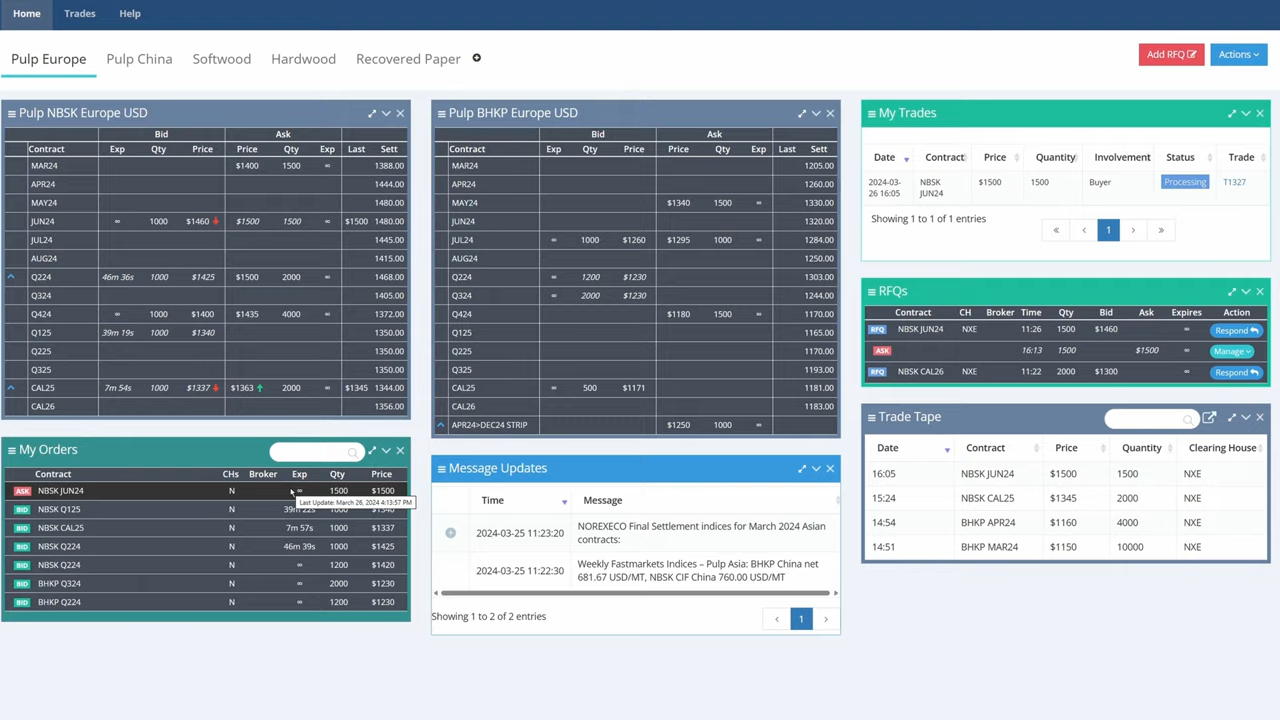 Home Trades Help
Pulp Europe Pulp China Softwood Hardwood Recovered Paper Add RFQ Actions
Pulp NBSK Europe USD
Bid Ask
Contract Exp Qty Price Price Qty Exp Last Sett
MAR24 $1400 1500 ∞ 1388.00
APR24 1444.00
MAY24 1480.00
JUN24 ∞ 1000 $1460 $1500 1500 ∞ $1500 1480.00
JUL24 1445.00
AUG24 1415.00
Q224 46m 36s 1000 $1425 $1500 2000 ∞ 1468.00
Q324 1405.00
Q424 ∞ 1000 $1400 $1435 4000 ∞ 1372.00
Q125 39m 19s 1000 $1340 1350.00
Q225 1350.00
Q325 1350.00
CAL25 7m 54s 1000 $1337 $1363 2000 ∞ $1345 1344.00
CAL26 1356.00
My Orders
Contract CHs Broker Exp Qty Price
ASK NBSK JUN24 N ∞ 1500 $1500
Last Update: March 26, 2024 4:13:57 PM
BID NBSK Q125 N
BID NBSK CAL25 N 7m 57s 1000 $1337
BID NBSK Q224 N 46m 39s 1000 $1425
BID NBSK Q224 N ∞ 1200 $1420
BID BHKP Q324 N ∞ 2000 $1230
BID BHKP Q224 N ∞ 1200 $1230
Pulp BHKP Europe USD
Bid Ask
Contract Exp Qty Price Price Qty Exp Last Sett
MAR24 1205.00
APR24 1260.00
MAY24 $1340 1500 ∞ 1330.00
JUN24 1320.00
JUL24 ∞ 1000 $1260 $1295 1000 ∞ 1284.00
AUG24 1250.00
Q224 ∞ 1200 $1230 1303.00
Q324 ∞ 2000 $1230 1244.00
Q424 $1180 1500 ∞ 1170.00
Q125 1165.00
Q225 1170.00
Q325 1193.00
CAL25 ∞ 500 $1171 1181.00
CAL26 1183.00
APR24>DEC24 STRIP $1250 1000 ∞
Message Updates
Time Message
2024-03-25 11:23:20 NOREXECO Final Settlement indices for March 2024 Asian
contracts:
2024-03-25 11:22:30 Weekly Fastmarkets Indices – Pulp Asia: BHKP China net
681.67 USD/MT, NBSK CIF China 760.00 USD/MT
Showing 1 to 2 of 2 entries ‹ 1 ›
My Trades
Date Contract Price Quantity Involvement Status Trade
2024-03-
26 16:05 NBSK
JUN24 $1500 1500 Buyer Processing T1327
Showing 1 to 1 of 1 entries
« ‹ 1 › »
RFQs
Contract CH Broker Time Qty Bid Ask Expires Action
RFQ NBSK JUN24 NXE 11:26 1500 $1460 ∞ Respond
ASK 16:13 1500 $1500 ∞ Manage
RFQ NBSK CAL26 NXE 11:22 2000 $1300 ∞ Respond
Trade Tape
Date Contract Price Quantity Clearing House
16:05 NBSK JUN24 $1500 1500 NXE
15:24 NBSK CAL25 $1345 2000 NXE
14:54 BHKP APR24 $1160 4000 NXE
14:51 BHKP MAR24 $1150 10000 NXE